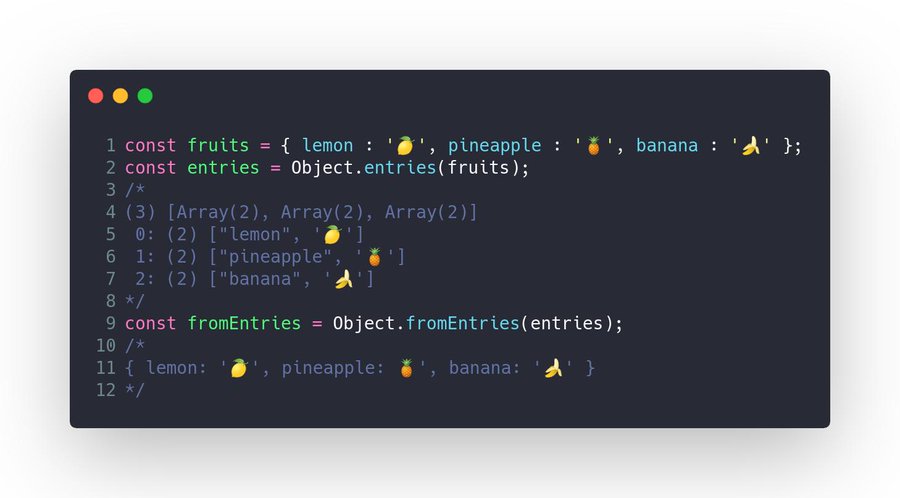 1 const fruits = { lemon : '🍋', pineapple : '🍍', banana : '🍌' };
2 const entries = Object.entries(fruits);
3 /*
4 (3) [Array(2), Array(2), Array(2)]
5  0: (2) ["lemon", '🍋']
6  1: (2) ["pineapple", '🍍']
7  2: (2) ["banana", '🍌']
8 */
9 const fromEntries = Object.fromEntries(entries);
10 /*
11 { lemon: '🍋', pineapple: 🍍', banana: '🍌' }
12 */